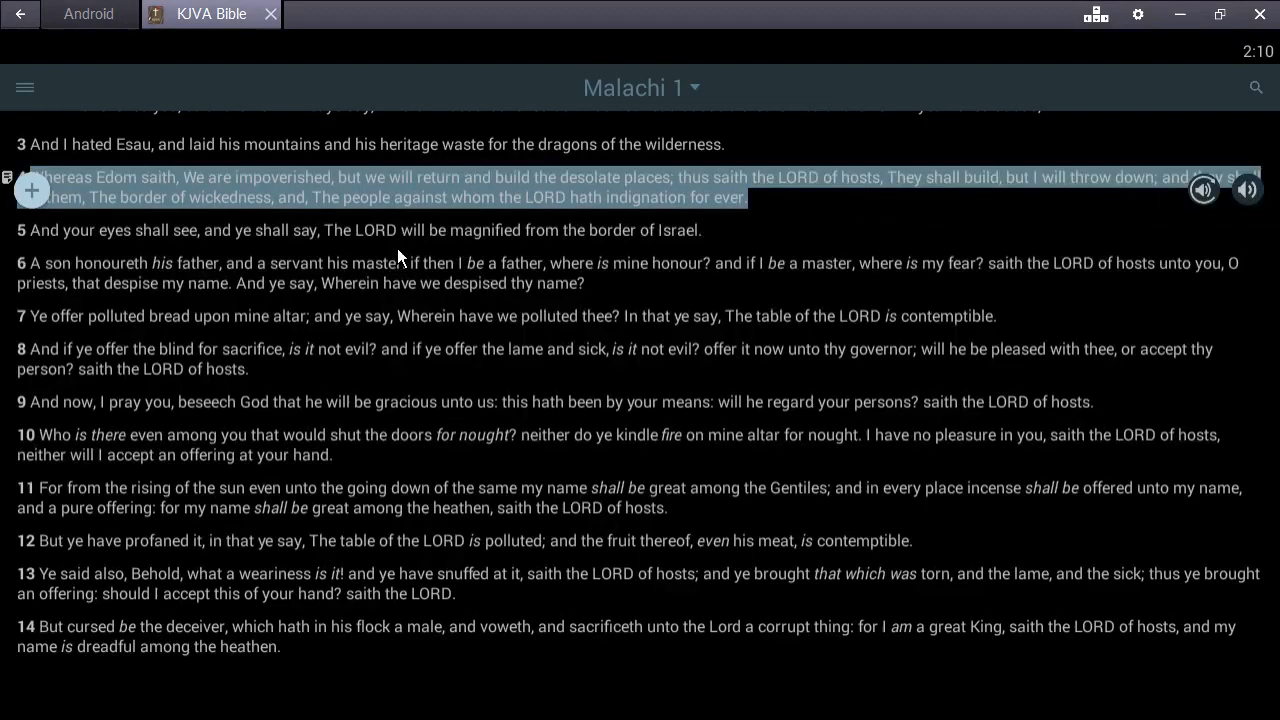 Android
KJVA Bible
2:10
Malachi 1
3 And I hated Esau, and laid his mountains and his heritage waste for the dragons of the wilderness.
Whereas Edom saith, We are impoverished, but we will return and build the desolate places; thus saith the LORD of hosts, They shall build, but I will throw down; and they
them, The border of wickedness, and, The people against whom the LORD hath indignation for ever.
5 And your eyes shall see, and ye shall say, The LORD will be magnified from the border of Israel.
6 A son honoureth his father, and a servant his master: if then I be a father, where is mine honour? and if I be a master, where is my fear? saith the LORD of hosts unto you, O
priests, that despise my name. And ye say, Wherein have we despised thy name?
7 Ye offer polluted bread upon mine altar; and ye say, Wherein have we polluted thee? In that ye say, The table of the LORD is contemptible.
8 And if ye offer the blind for sacrifice, is it not evil? and if ye offer the lame and sick, is it not evil? offer it now unto thy governor; will he be pleased with thee, or accept thy
person? saith the LORD of hosts.
9 And now, I pray you, beseech God that he will be gracious unto us: this hath been by your means: will he regard your persons? saith the LORD of hosts.
10 Who is there even among you that would shut the doors for nought? neither do ye kindle fire on mine altar for nought. I have no pleasure in you, saith the LORD of hosts,
neither will I accept an offering at your hand.
11 For from the rising of the sun even unto the going down of the same my name shall be great among the Gentiles; and in every place incense shall be offered unto my name,
and a pure offering: for my name shall be great among the heathen, saith the LORD of hosts.
12 But ye have profaned it, in that ye say, The table of the LORD is polluted; and the fruit thereof, even his meat, is contemptible.
13 Ye said also, Behold, what a weariness is it! and ye have snuffed at it, saith the LORD of hosts; and ye brought that which was torn, and the lame, and the sick; thus ye brought
an offering: should I accept this of your hand? saith the LORD.
14 But cursed be the deceiver, which hath in his flock a male, and voweth, and sacrificeth unto the Lord a corrupt thing: for I am a great King, saith the LORD of hosts, and my
name is dreadful among the heathen.